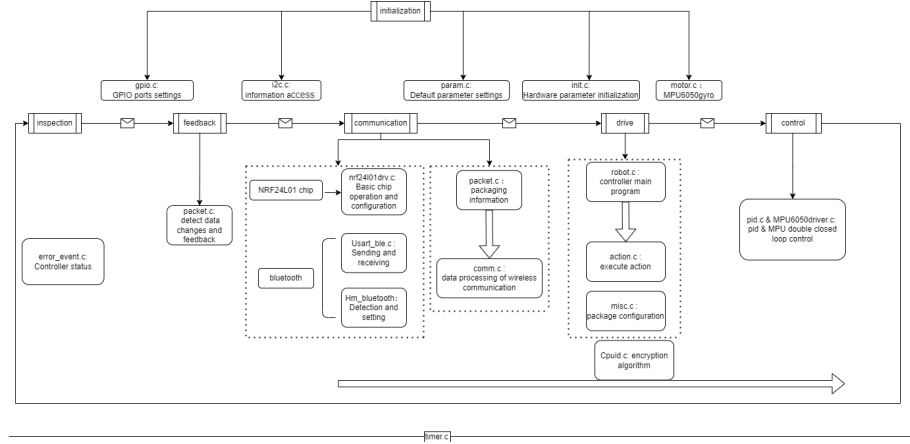 initialization
gpio.c:
GPIO ports settings
i2c.c:
information access
param.c:
Default parameter settings
init.c:
Hardware parameter initialization
motor.c：
MPU6050gyro
inspection
feedback
communication
drive
control
error_event.c:
Controller status
packet.c:
detect data
changes and
feedback
NRF24L01 chip
nrf24l01drv.c:
Basic chip
operation and
configuration
bluetooth
Usart_ble.c :
Sending and
receiving
Hm_bluetooth：
Detection and
setting
packet.c：
packaging
information
comm.c :
data processing of wireless
communication
robot.c :
controller main
program
action.c :
execute action
misc.c :
package configuration
Cpuid.c: encryption
algorithm
pid.c & MPU6050driver.c:
pid & MPU double closed
loop control
timer.c